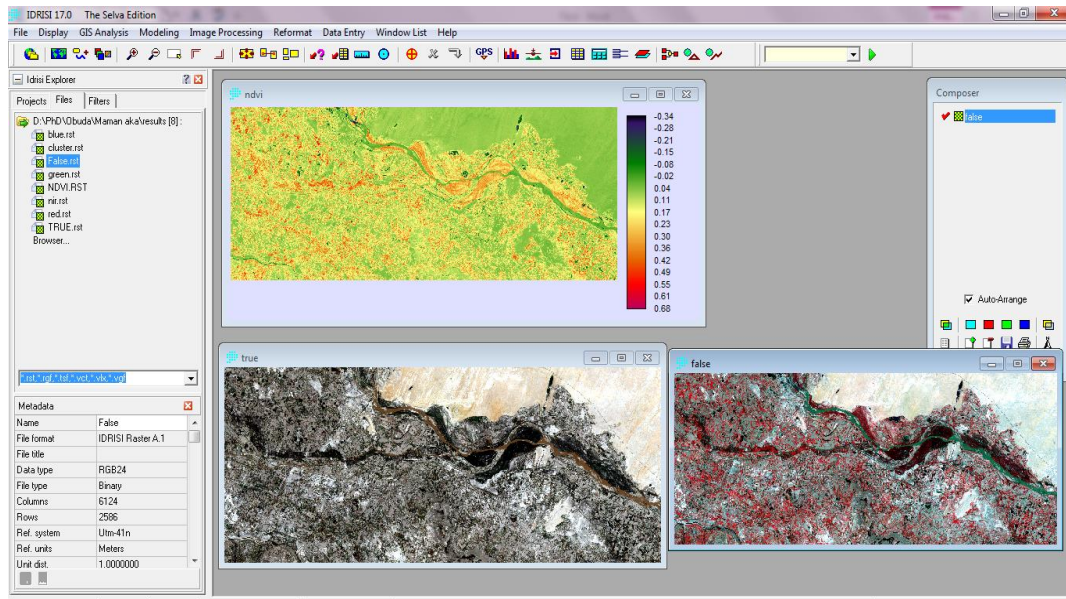 IDRISI 17.0 The Selva Edition
File Display GIS Analysis Modeling Image Processing Reformat Data Entry Window List Help
GPS
Idrisi Explorer
Projects Files Filters
D:\PhD\Obuda\Maman aka\results [8] :
blue.rst
cluster.rst
False.rst
green.rst
NDVI.RST
nir.rst
red.rst
TRUE.rst
Browser...
*.rst,*.rgf,*.tsf,*.vct,*.vlx,*.vgf
Metadata
Name False
File format IDRISI Raster A.1
File title
Data type RGB24
File type Binary
Columns 6124
Rows 2586
Ref. system Utm-41n
Ref. units Meters
Unit dist. 1.0000000
ndvi
-0.34
-0.28
-0.21
-0.15
-0.08
-0.02
0.04
0.11
0.17
0.23
0.30
0.36
0.42
0.49
0.55
0.61
0.68
true
false
Composer
false
Auto-Arrange